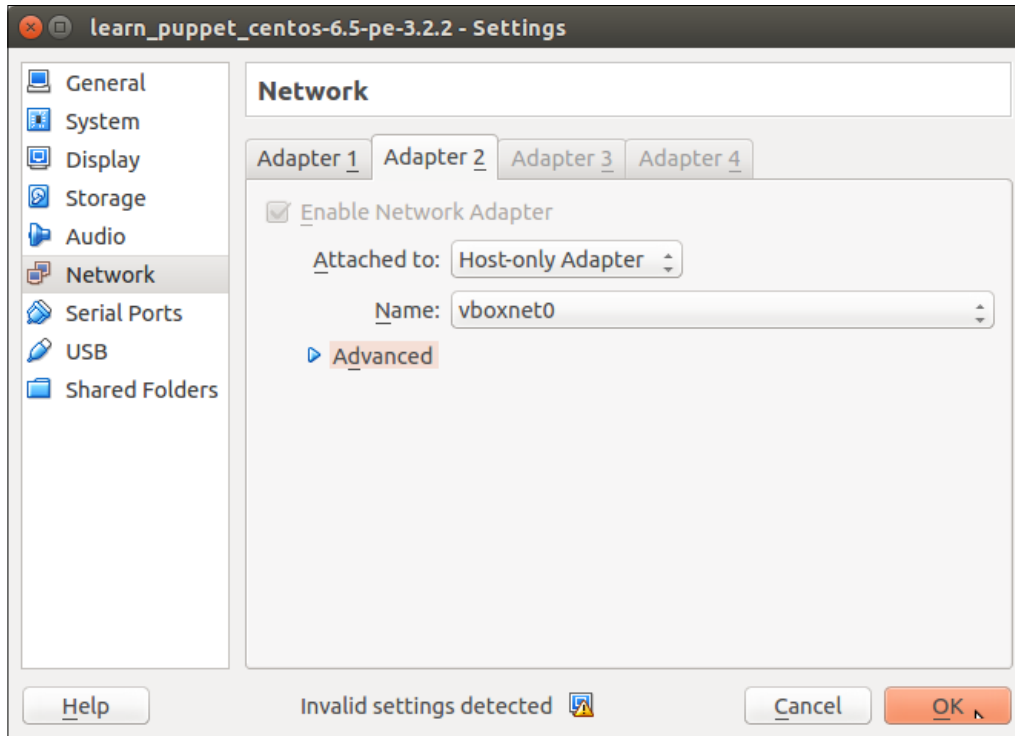 learn_puppet_centos-6.5-pe-3.2.2 - Settings
General
System
Display
Storage
Audio
Network
Serial Ports
USB
Shared Folders
Network
Adapter 1 Adapter 2 Adapter 3 Adapter 4
Enable Network Adapter
Attached to: Host-only Adapter
Name: vboxnet0
Advanced
Help Invalid settings detected Cancel OK